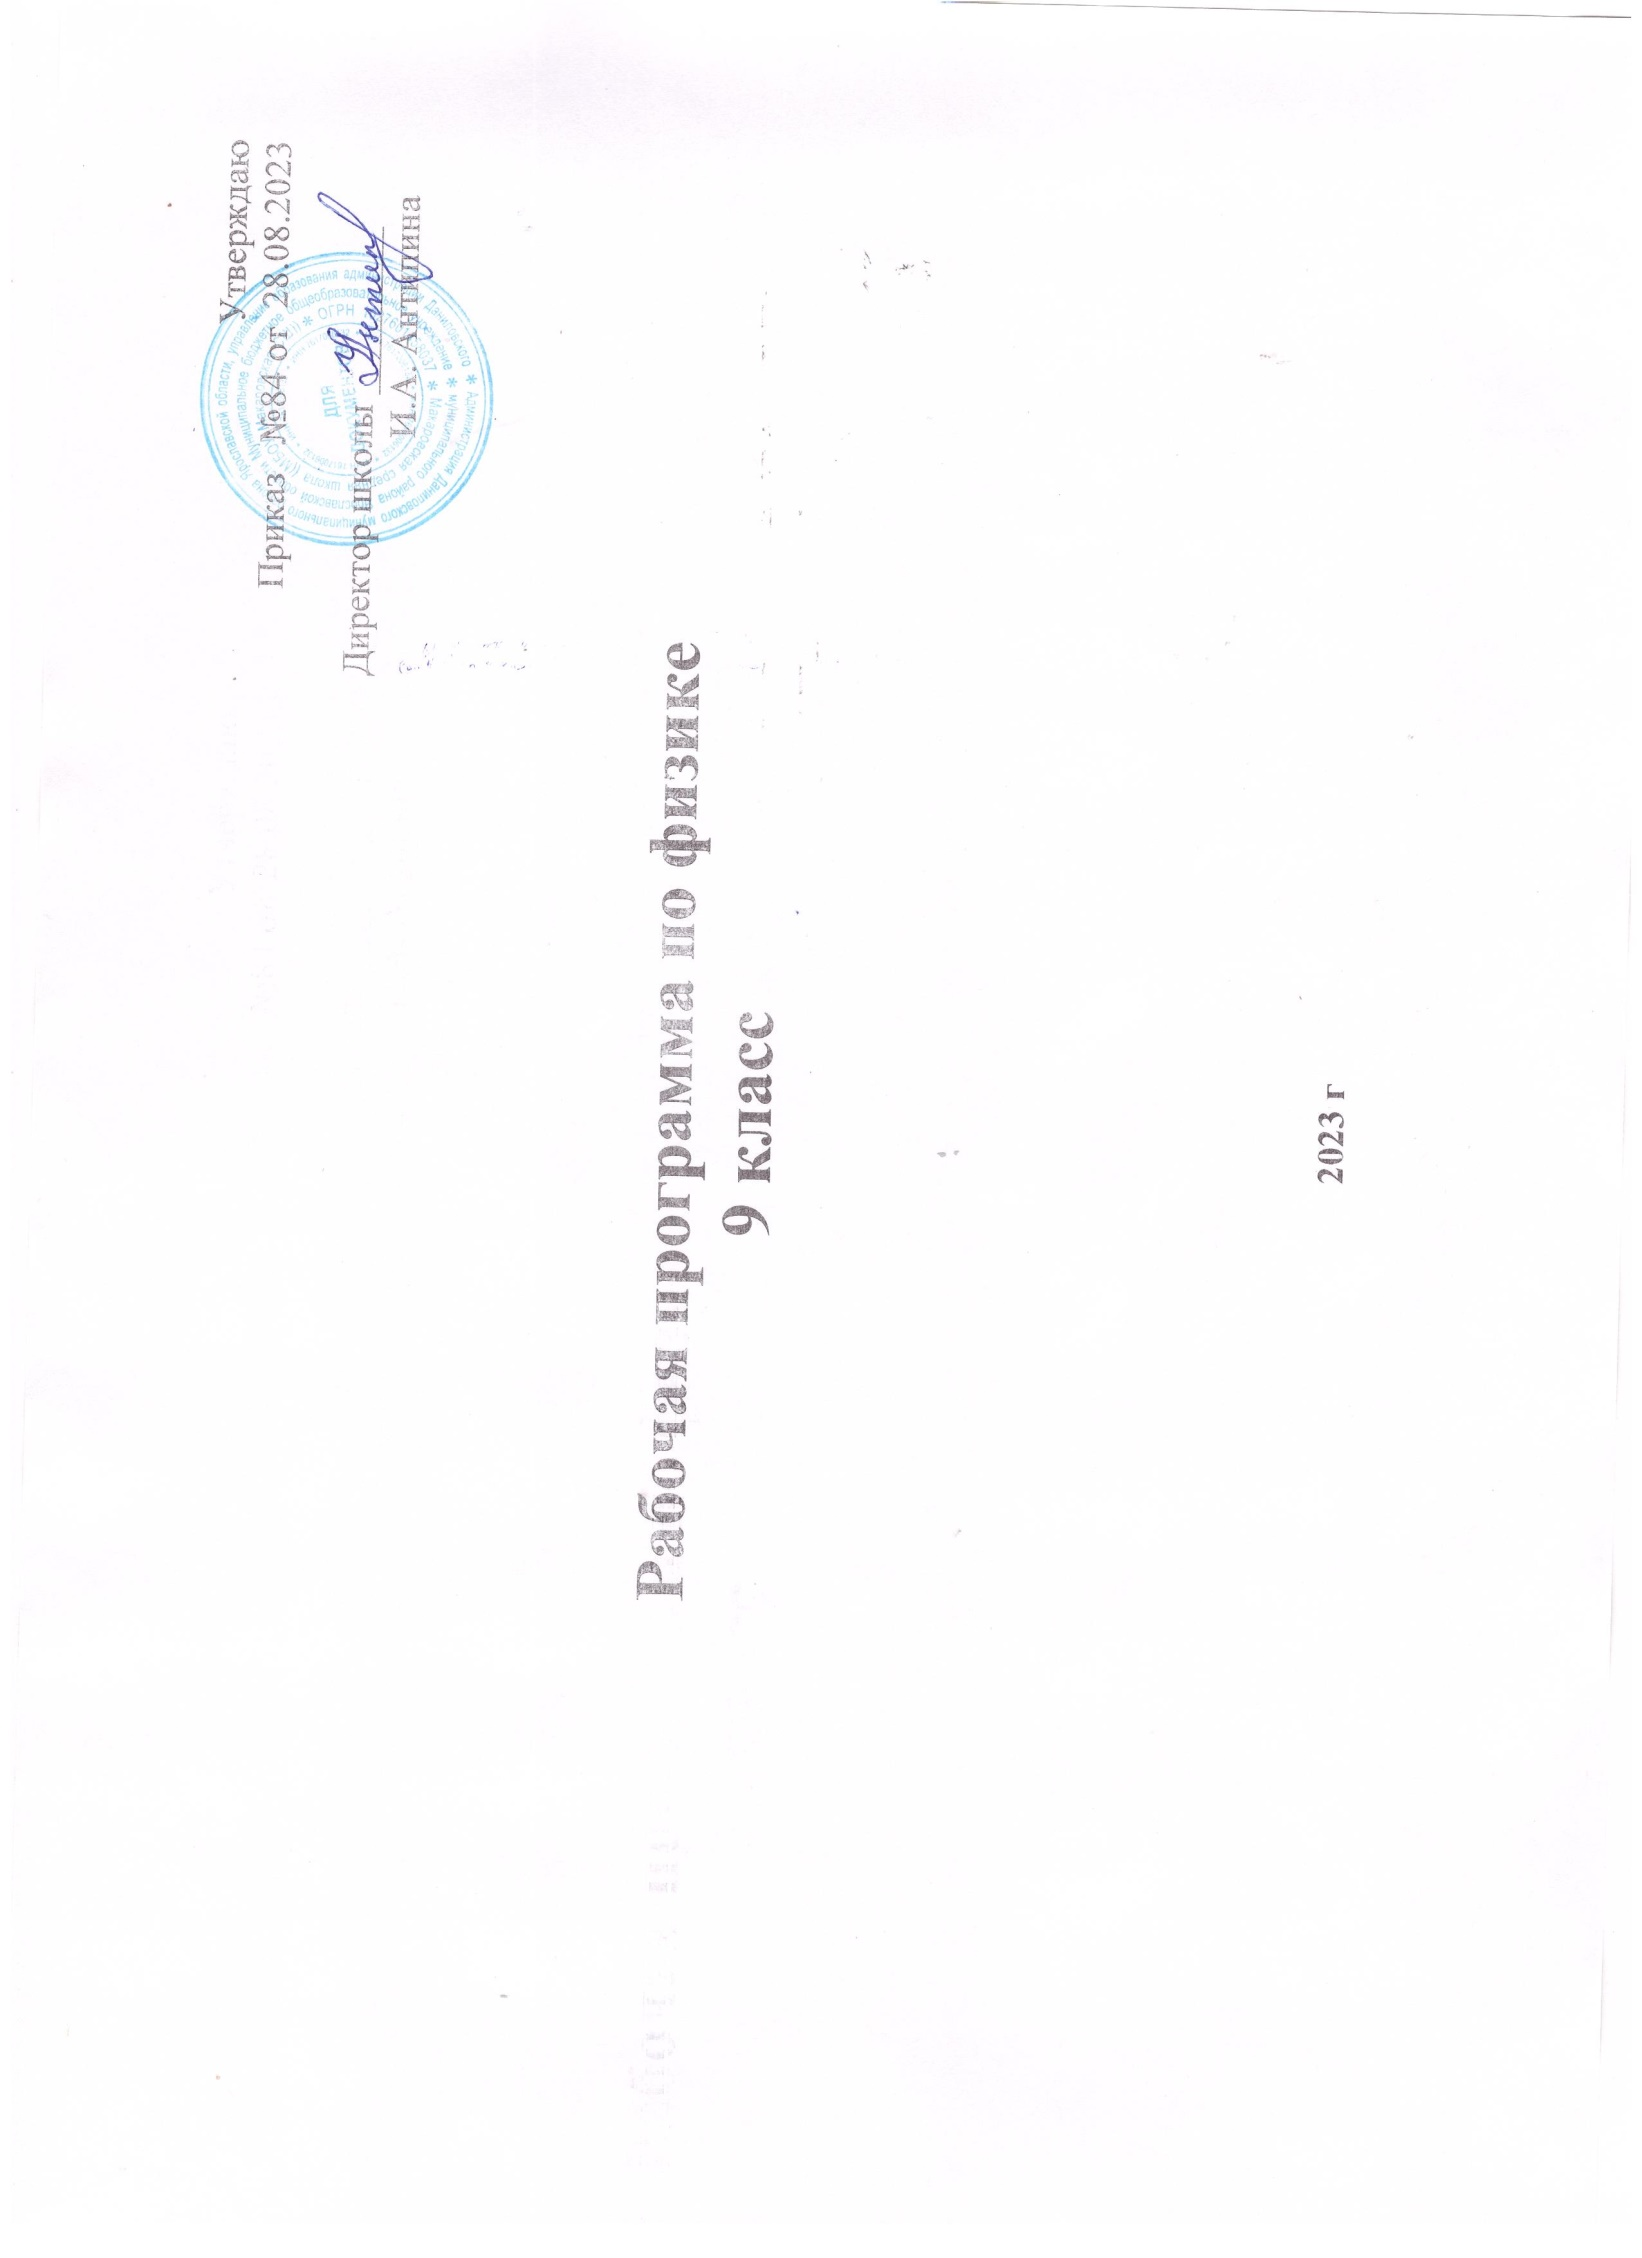 Утверждаю
Приказ №84 от 28.08.2023
Директор школы
И.А. Антипина
Рабочая программа по физике
9 класс
2023 г